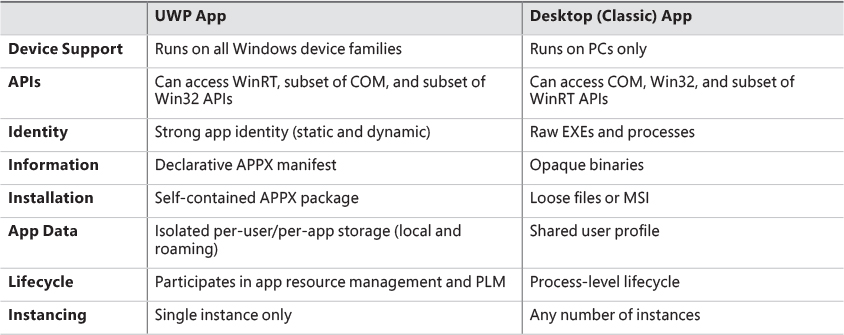 UWP App Desktop (Classic) App
Device Support Runs on all Windows device families Runs on PCs only
APIs Can access WinRT, subset of COM, and subset of Win32 APIs Can access COM, Win32, and subset of WinRT APIs
Identity Strong app identity (static and dynamic) Raw EXEs and processes
Information Declarative APPX manifest Opaque binaries
Installation Self-contained APPX package Loose files or MSI
App Data Isolated per-user/per-app storage (local and roaming) Shared user profile
Lifecycle Participates in app resource management and PLM Process-level lifecycle
Instancing Single instance only Any number of instances